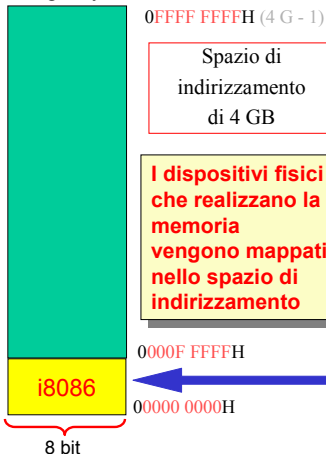 0FFFF FFFFH (4 G - 1)
Spazio di
indirizzamento
di 4 GB
I dispositivi fisici
che realizzano la
memoria
vengono mappati
nello spazio di
indirizzamento
0000F FFFFH
i8086
00000 0000H
8 bit